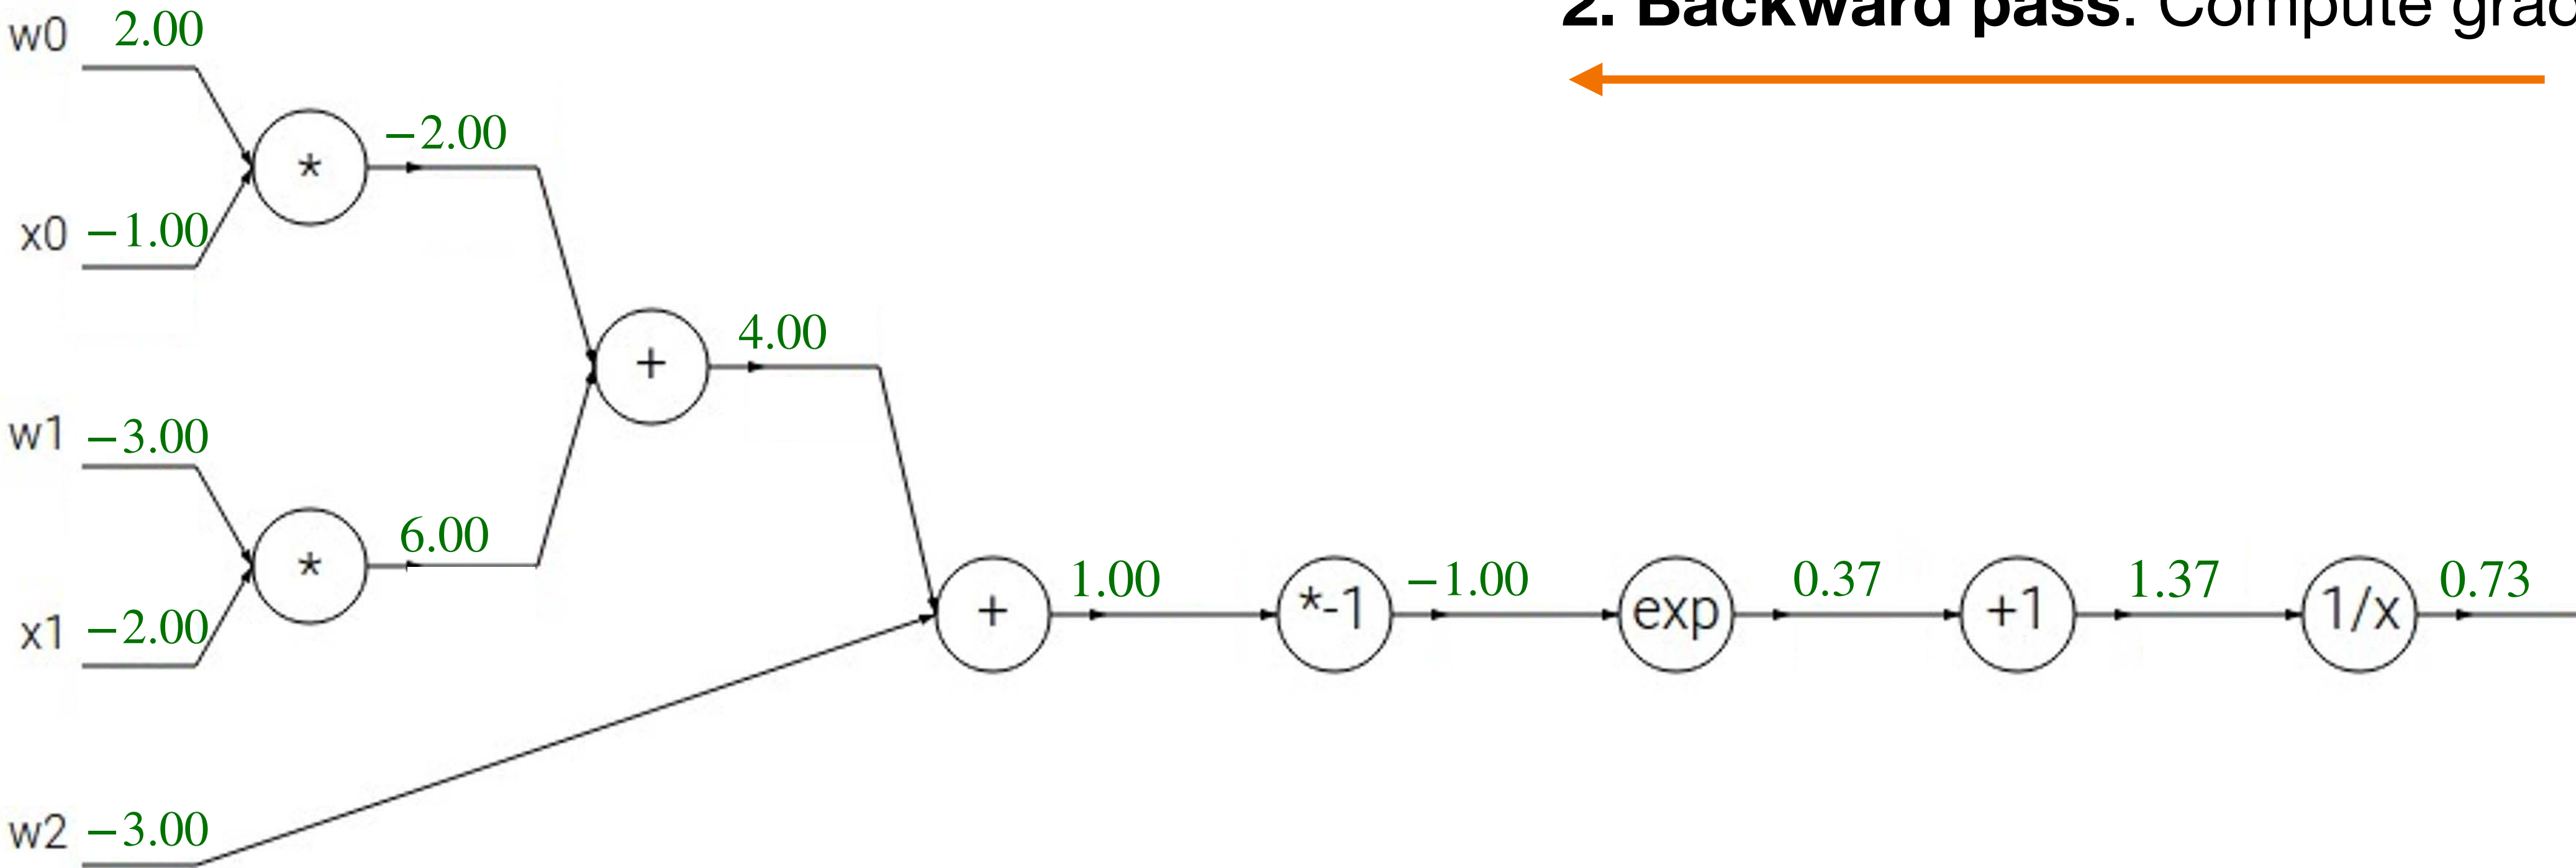 2. Backward pass: Compute grad
w0 2.00
−2.00
*
x0 −1.00
4.00
+
w1 −3.00
6.00
*
1.00
−1.00
0.37
1.37
0.73
+
*-1
exp
+1
1/x
x1 −2.00
w2 −3.00